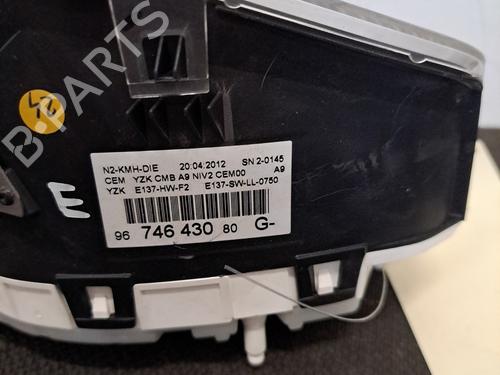 B-PARTS
N2-KMH-DIE 20:04:2012 SN 2-0145
CEM YZK CMB A9 NIV2 CEM00 A9
YZK E137-HW-F2 E137-SW-LL-0750
96 746 430 80 G-
E